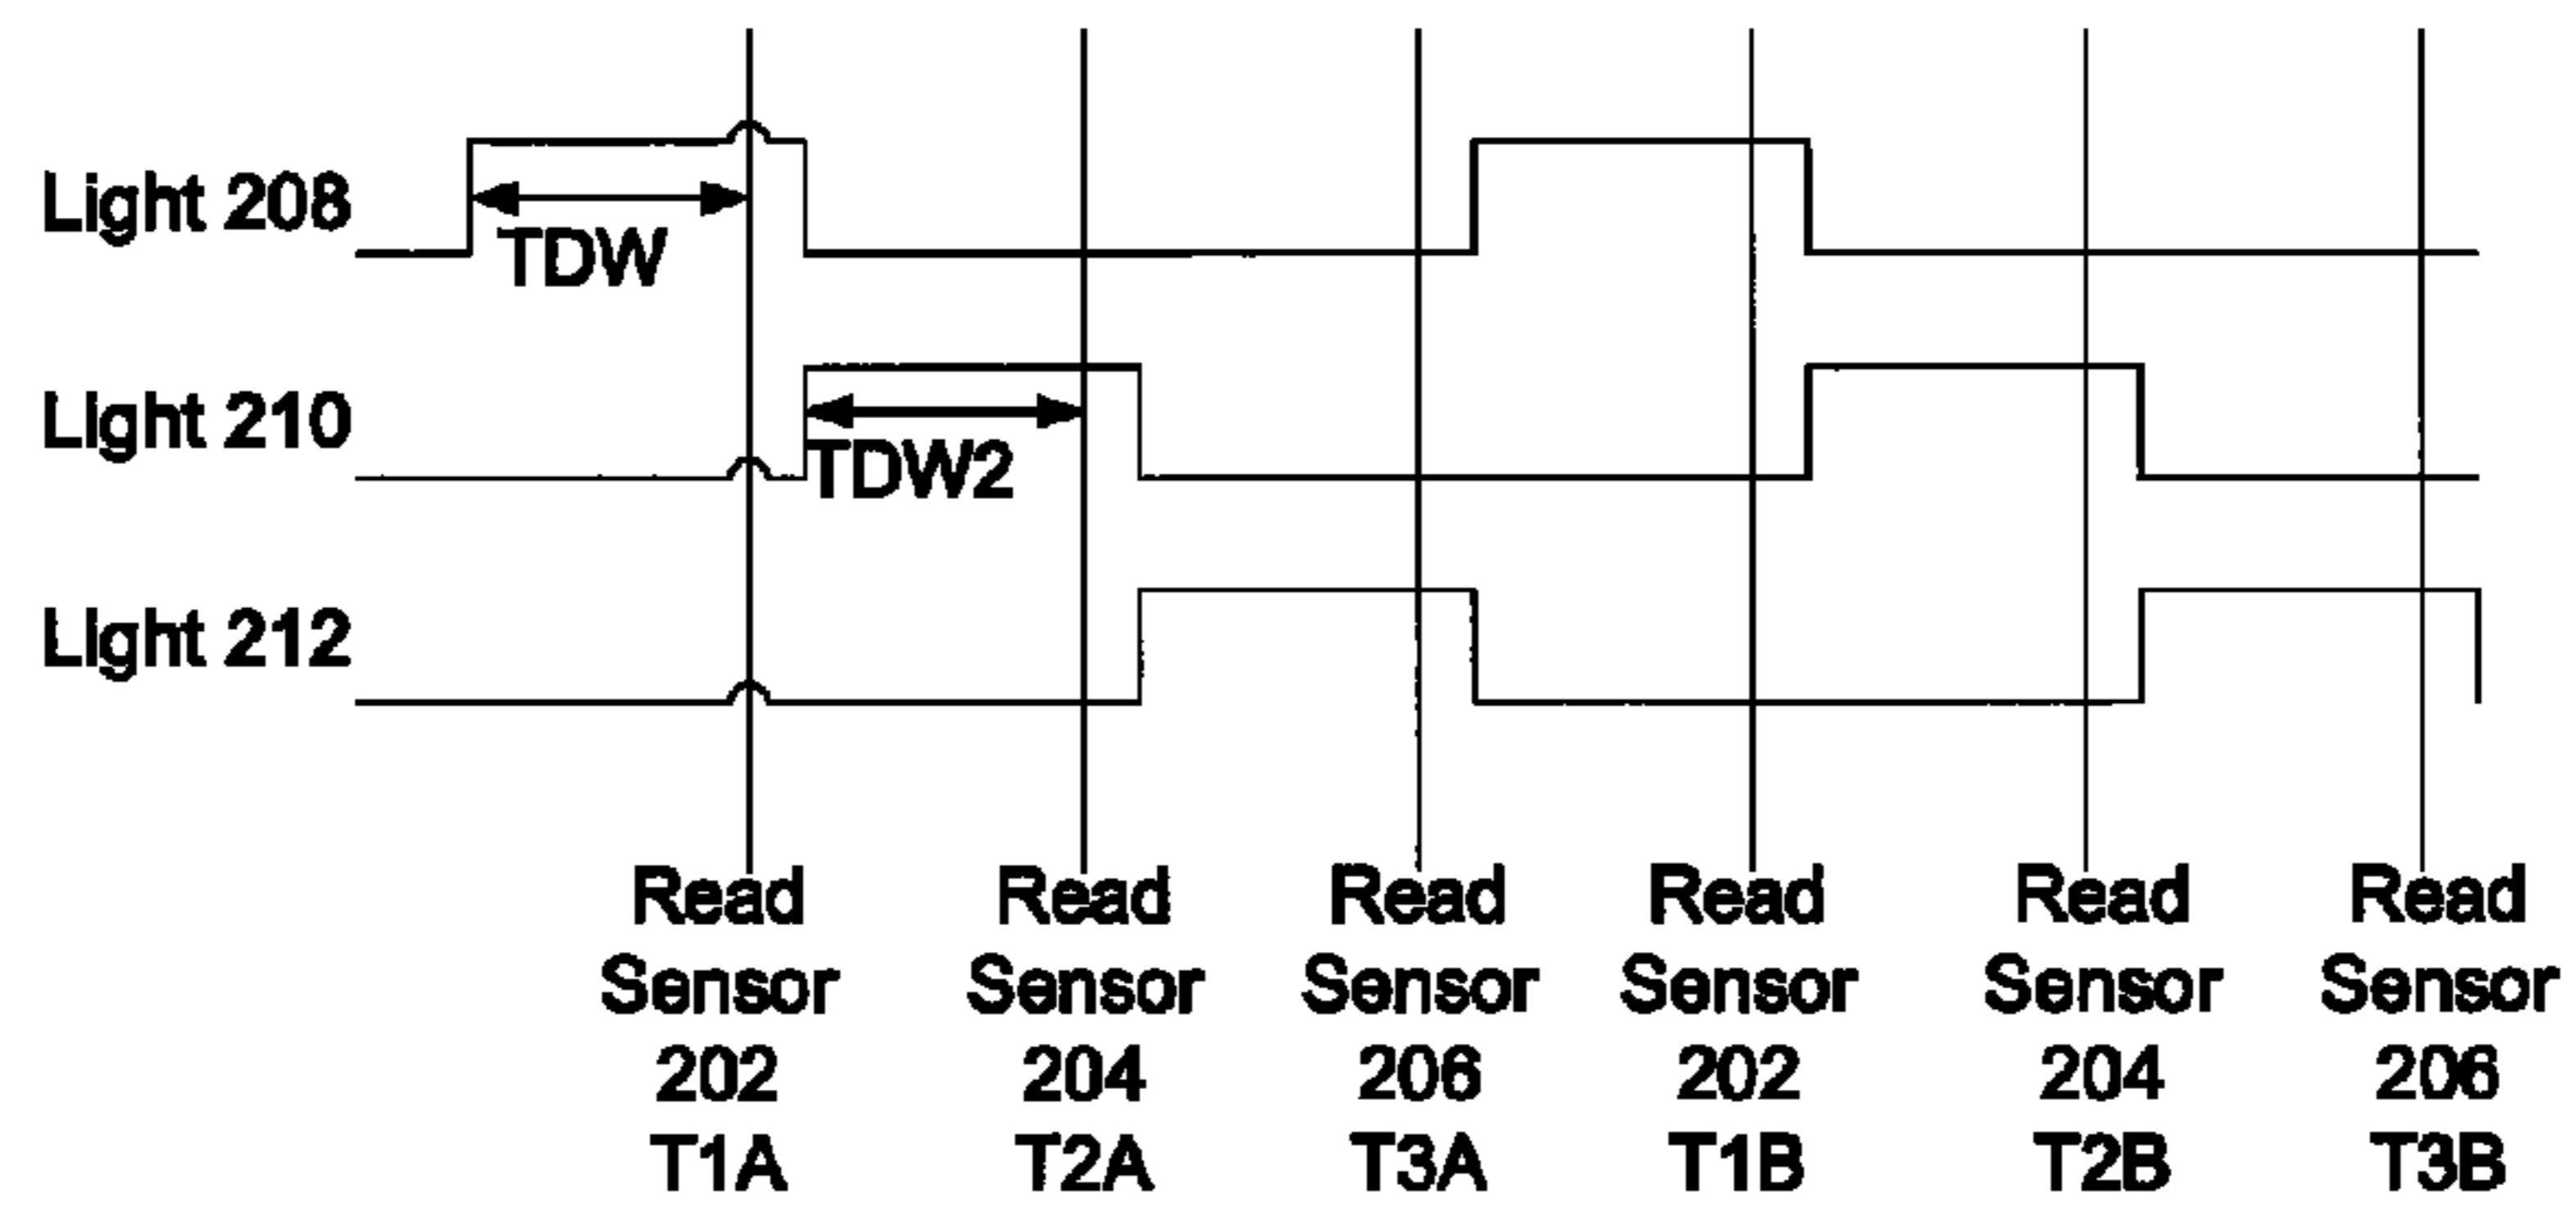 Light 208
TDW
Light 210
TDW2
Light 212
Read Read Read Read Read Read
Sensor Sensor Sensor Sensor Sensor Sensor
202 204 206 202 204 206
T1A T2A T3A T1B T2B T3B